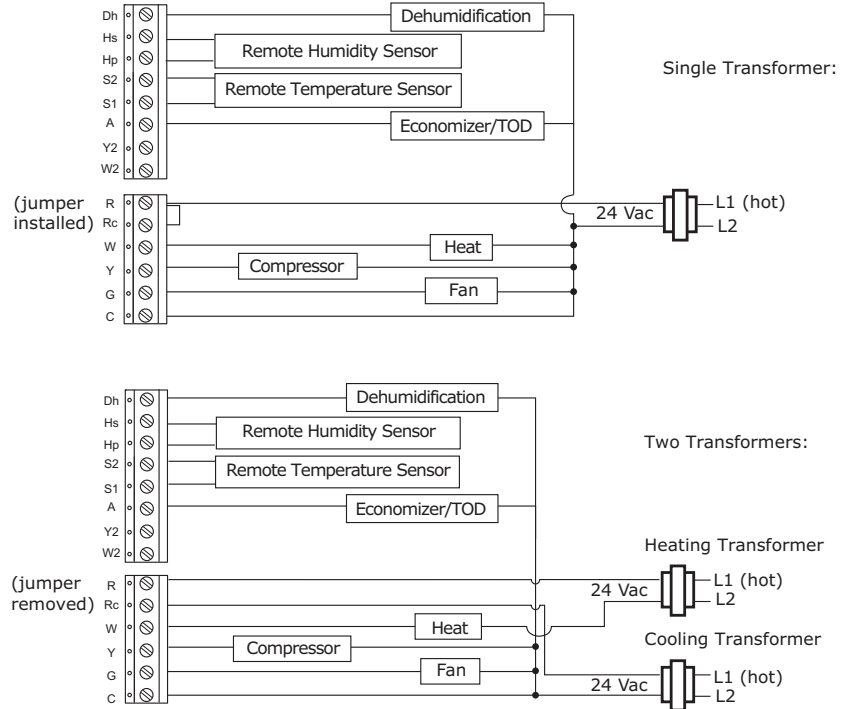 Dh
Dehumidification
Hs
Remote Humidity Sensor
Hp
Single Transformer:
S2
Remote Temperature Sensor
S1
A
Economizer/TOD
Y2
W2
(jumper
installed)
R
L1 (hot)
24 Vac
Rc
L2
W
Heat
Y
Compressor
G
Fan
C
Dh
Dehumidification
Hs
Remote Humidity Sensor
Hp
Two Transformers:
S2
Remote Temperature Sensor
S1
A
Economizer/TOD
Y2
W2
Heating Transformer
(jumper
removed)
R
L1 (hot)
24 Vac
Rc
L2
W
Heat
Cooling Transformer
Y
Compressor
G
Fan
L1 (hot)
24 Vac
C
L2